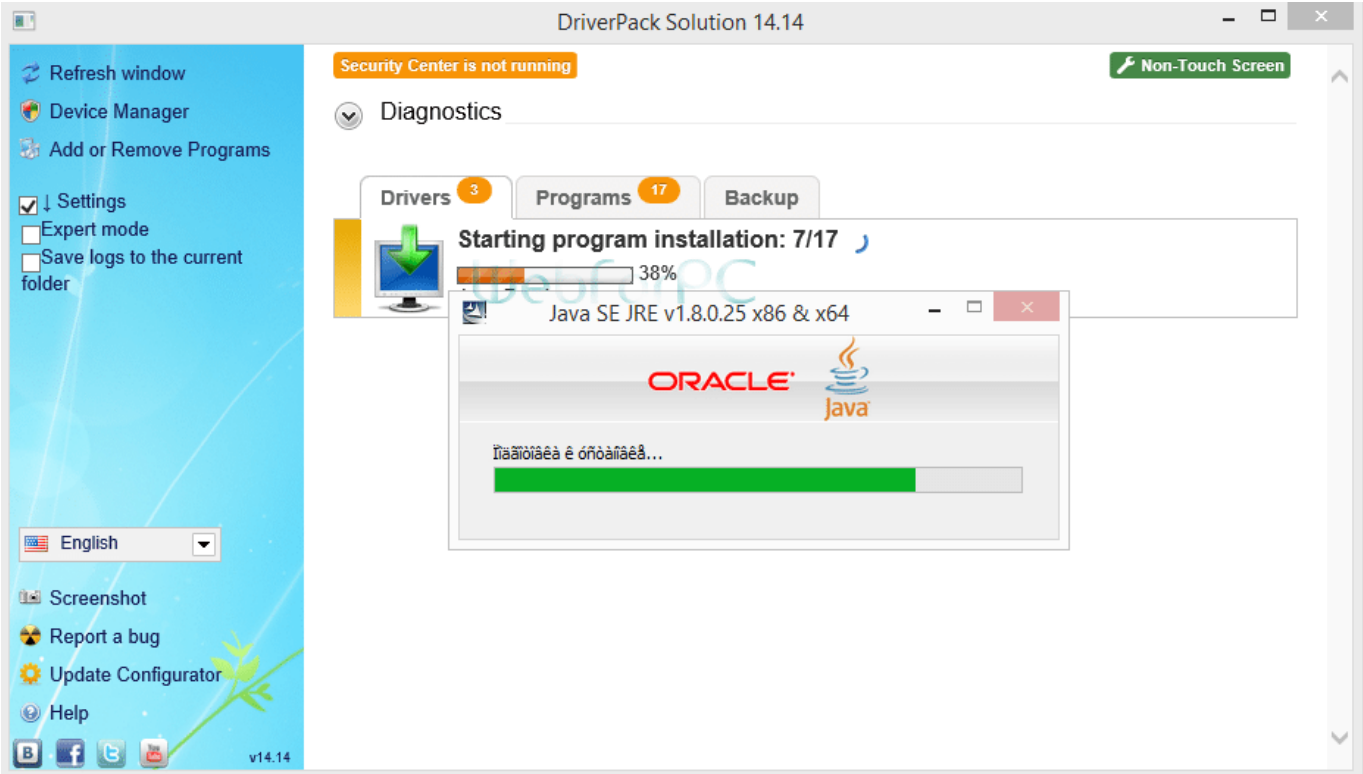 DriverPack Solution 14.14
Refresh window
Device Manager
Add or Remove Programs
↓ Settings
Expert mode
Save logs to the current
folder
English
Screenshot
Report a bug
Update Configurator
Help
B
f
t
You
v14.14
Security Center is not running
Non-Touch Screen
Diagnostics
Drivers 3
Programs 17
Backup
Starting program installation: 7/17
38%
WebForPC
Java SE JRE v1.8.0.25 x86 & x64
ORACLE
Java
Ïîäãîòîâêà ê óñòàíîâêå...